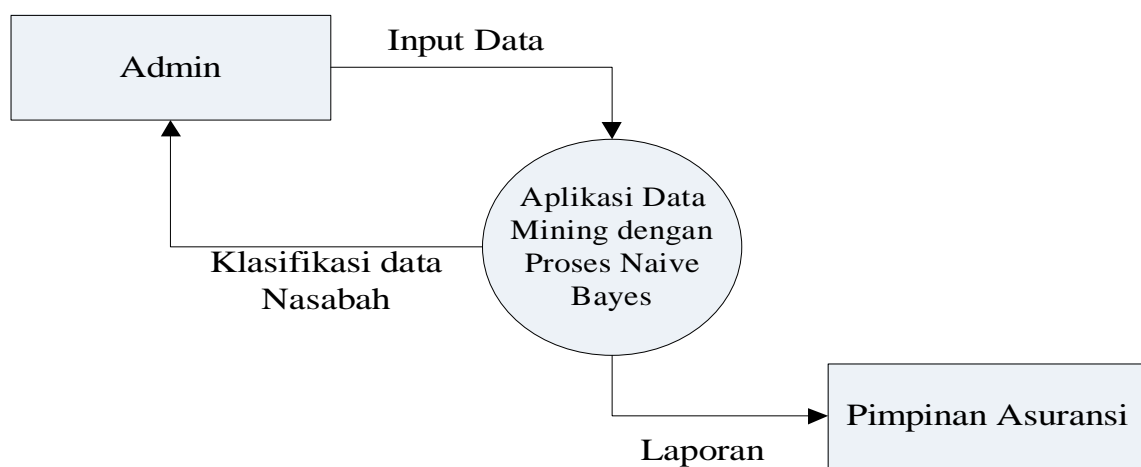 Input Data
Admin
Aplikasi Data
Mining dengan
Proses Naive
Bayes
Klasifikasi data
Nasabah
Pimpinan Asuransi
Laporan